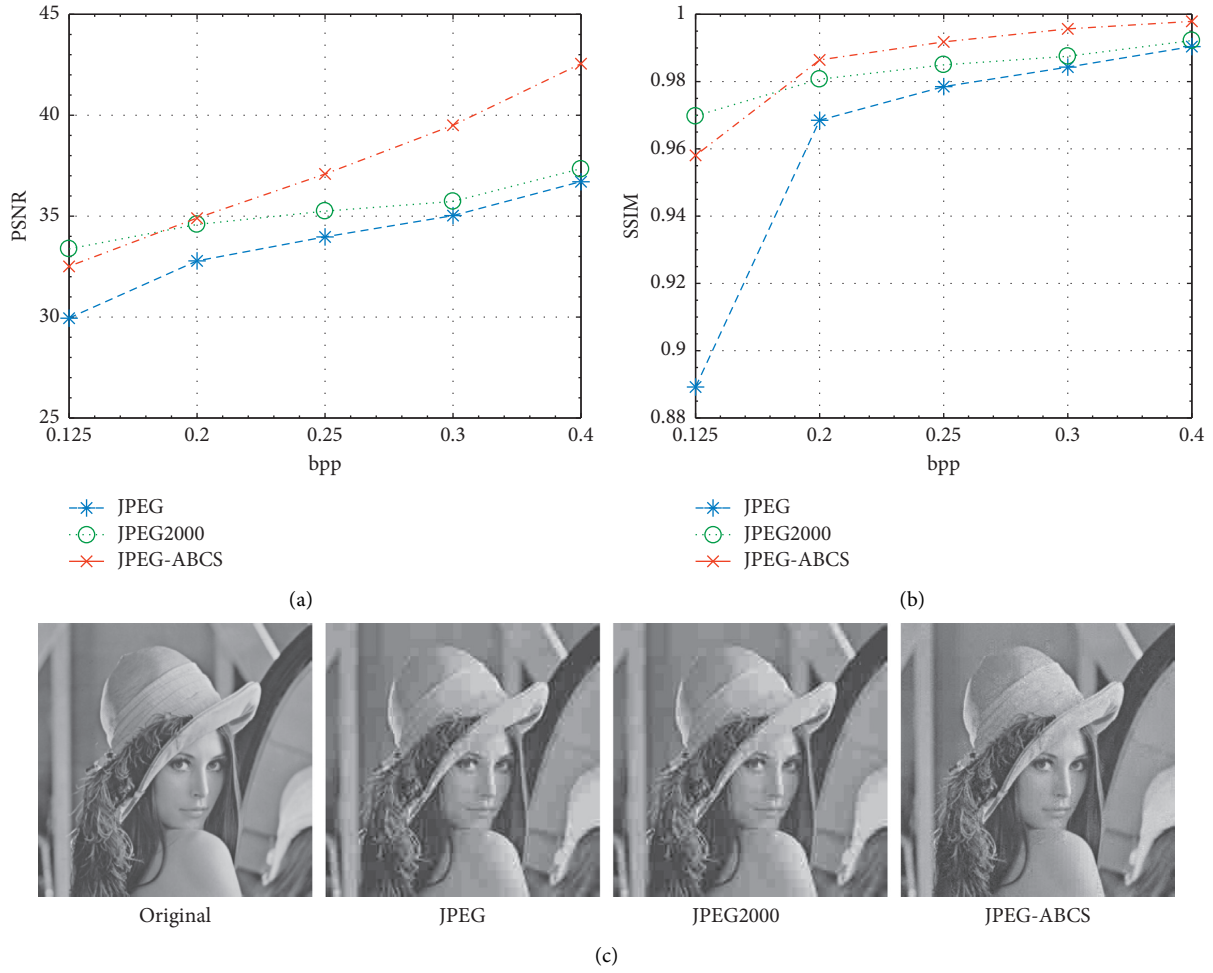 45
40
35
30
25
PSNR
0.125 0.2 0.25 0.3 0.4
bpp
JPEG
JPEG2000
JPEG-ABCS
(a)
1
0.98
0.96
0.94
0.92
0.9
0.88
SSIM
0.125 0.2 0.25 0.3 0.4
bpp
JPEG
JPEG2000
JPEG-ABCS
(b)
Original JPEG JPEG2000 JPEG-ABCS
(c)